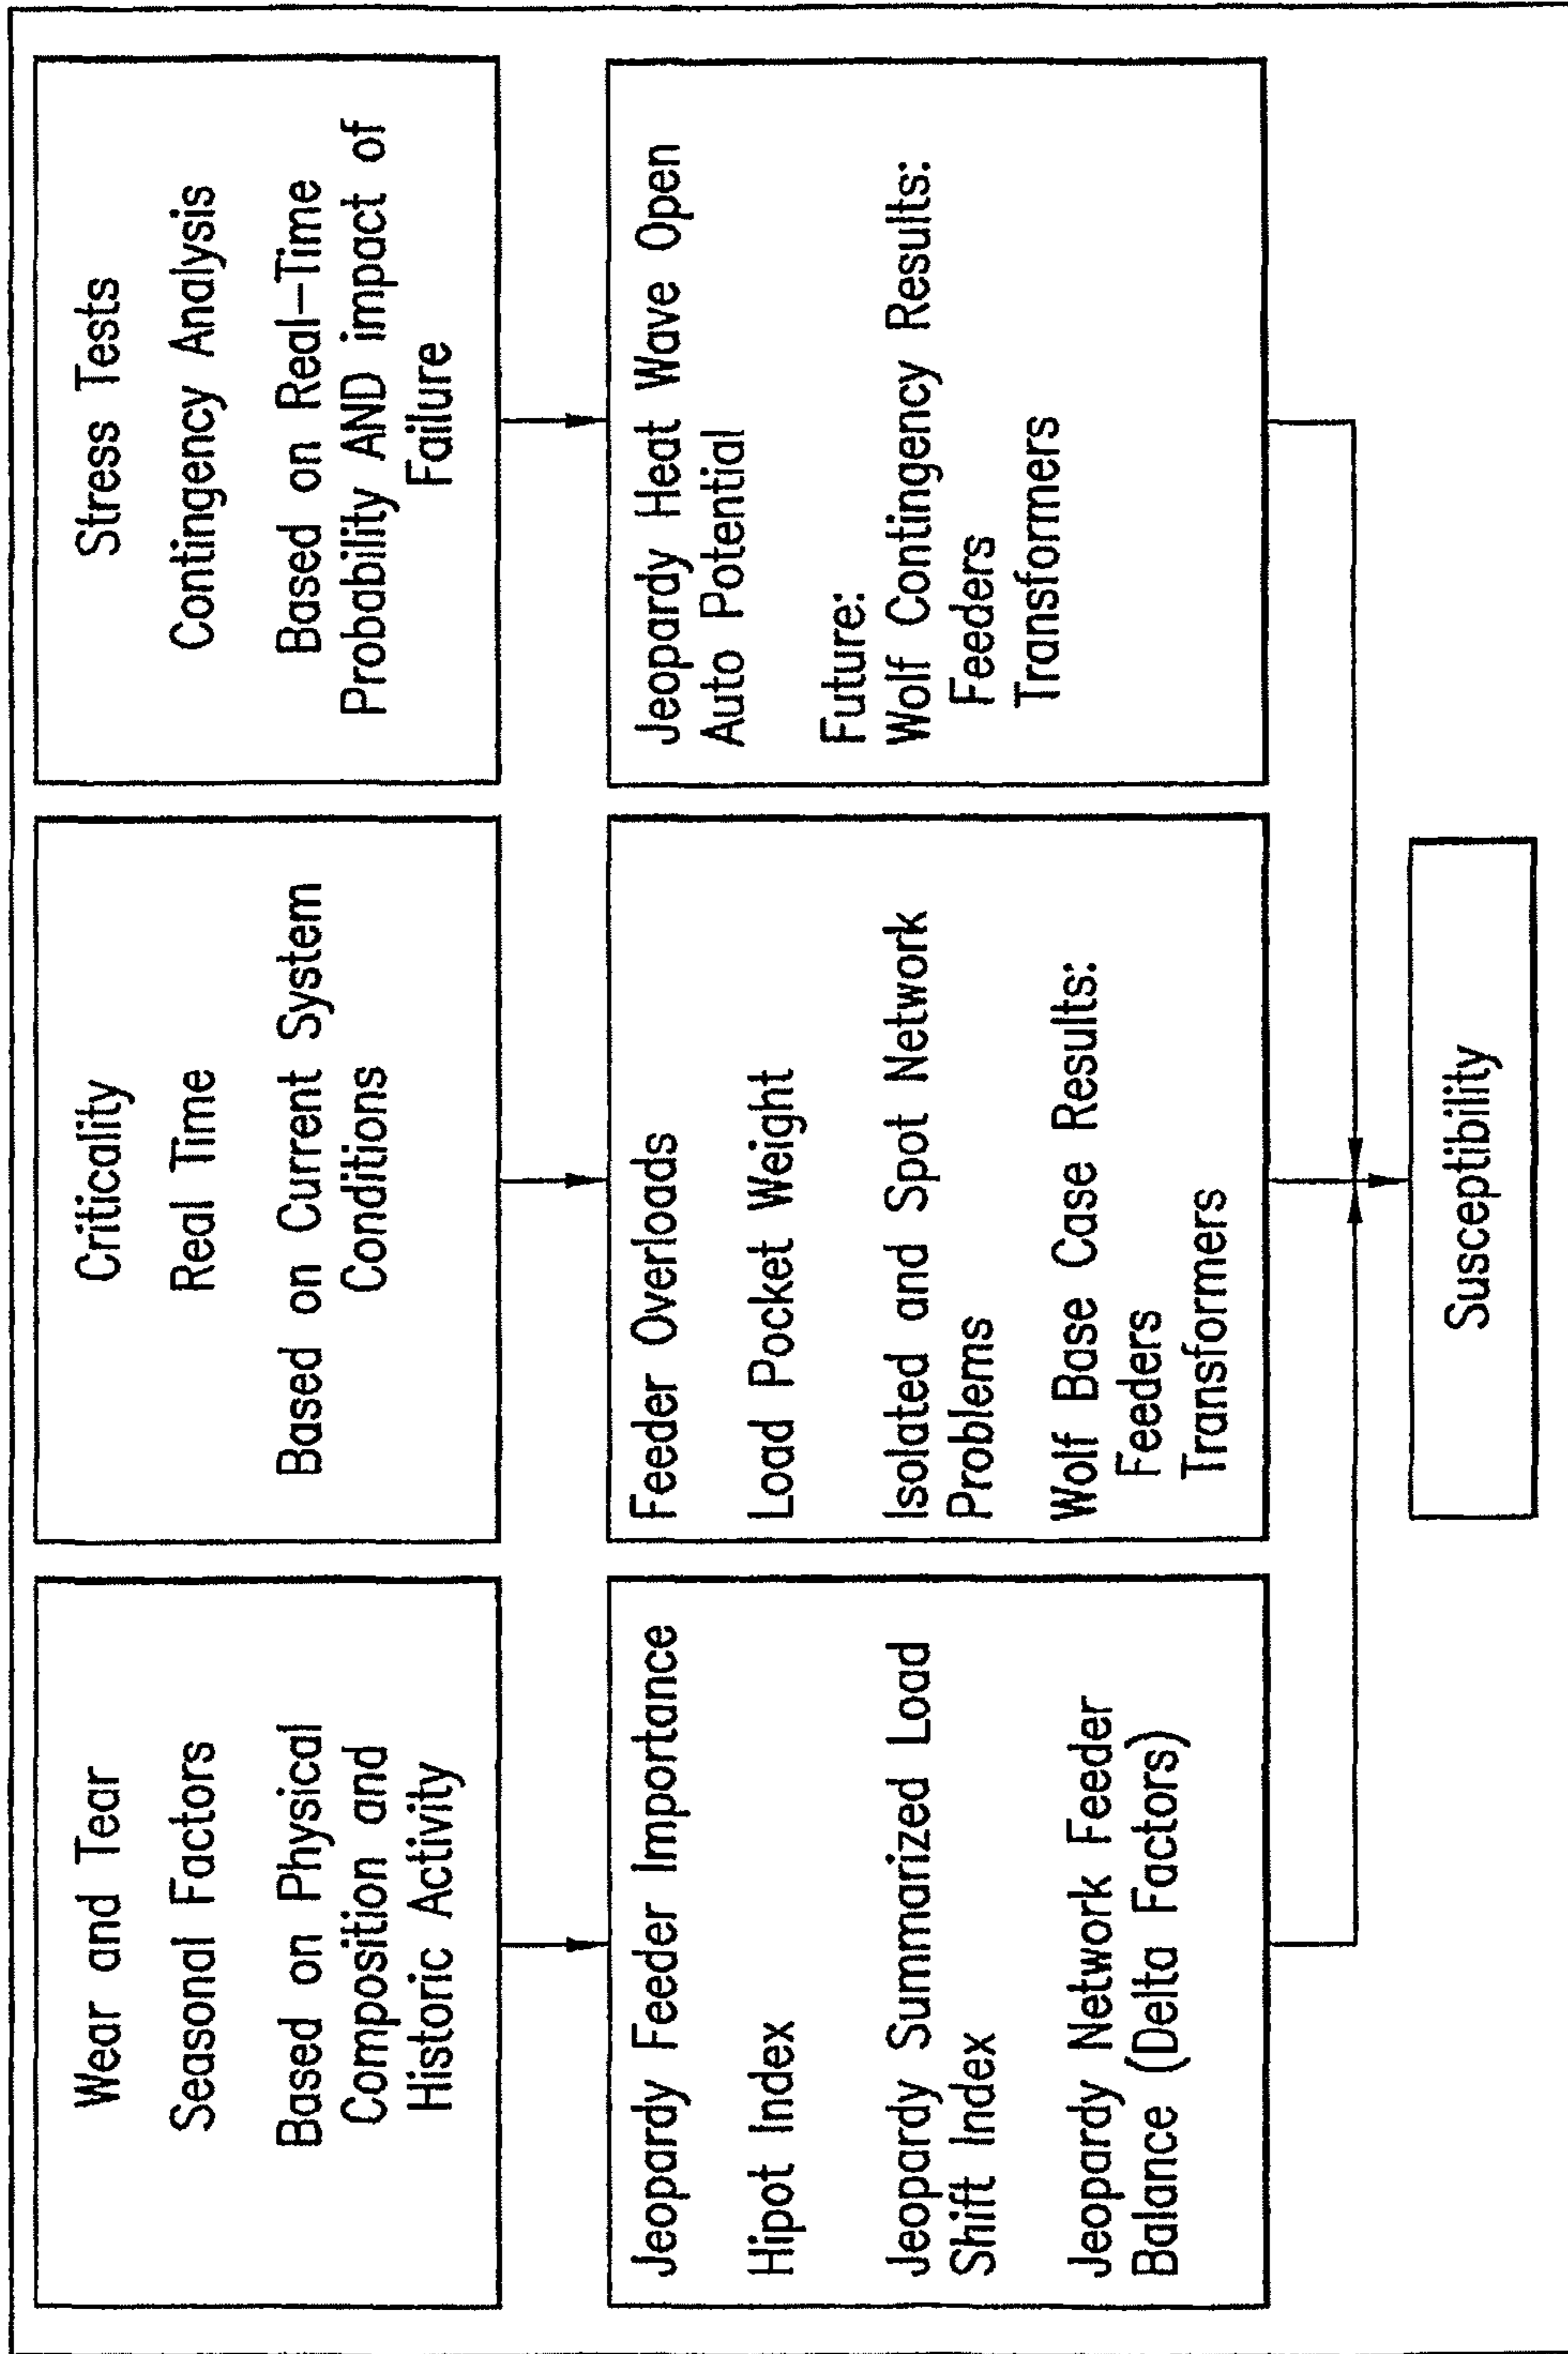 Wear and Tear
Seasonal Factors
Based on Physical
Composition and
Historic Activity
Criticality
Real Time
Based on Current System
Conditions
Stress Tests
Contingency Analysis
Based on Real-Time
Probability AND impact of
Failure
Jeopardy Feeder Importance
Hipot Index
Jeopardy Summarized Load
Shift Index
Jeopardy Network Feeder
Balance (Delta Factors)
Feeder Overloads
Load Pocket Weight
Isolated and Spot Network
Problems
Wolf Base Case Results:
Feeders
Transformers
Jeopardy Heat Wave Open
Auto Potential
Future:
Wolf Contingency Results:
Feeders
Transformers
Susceptibility